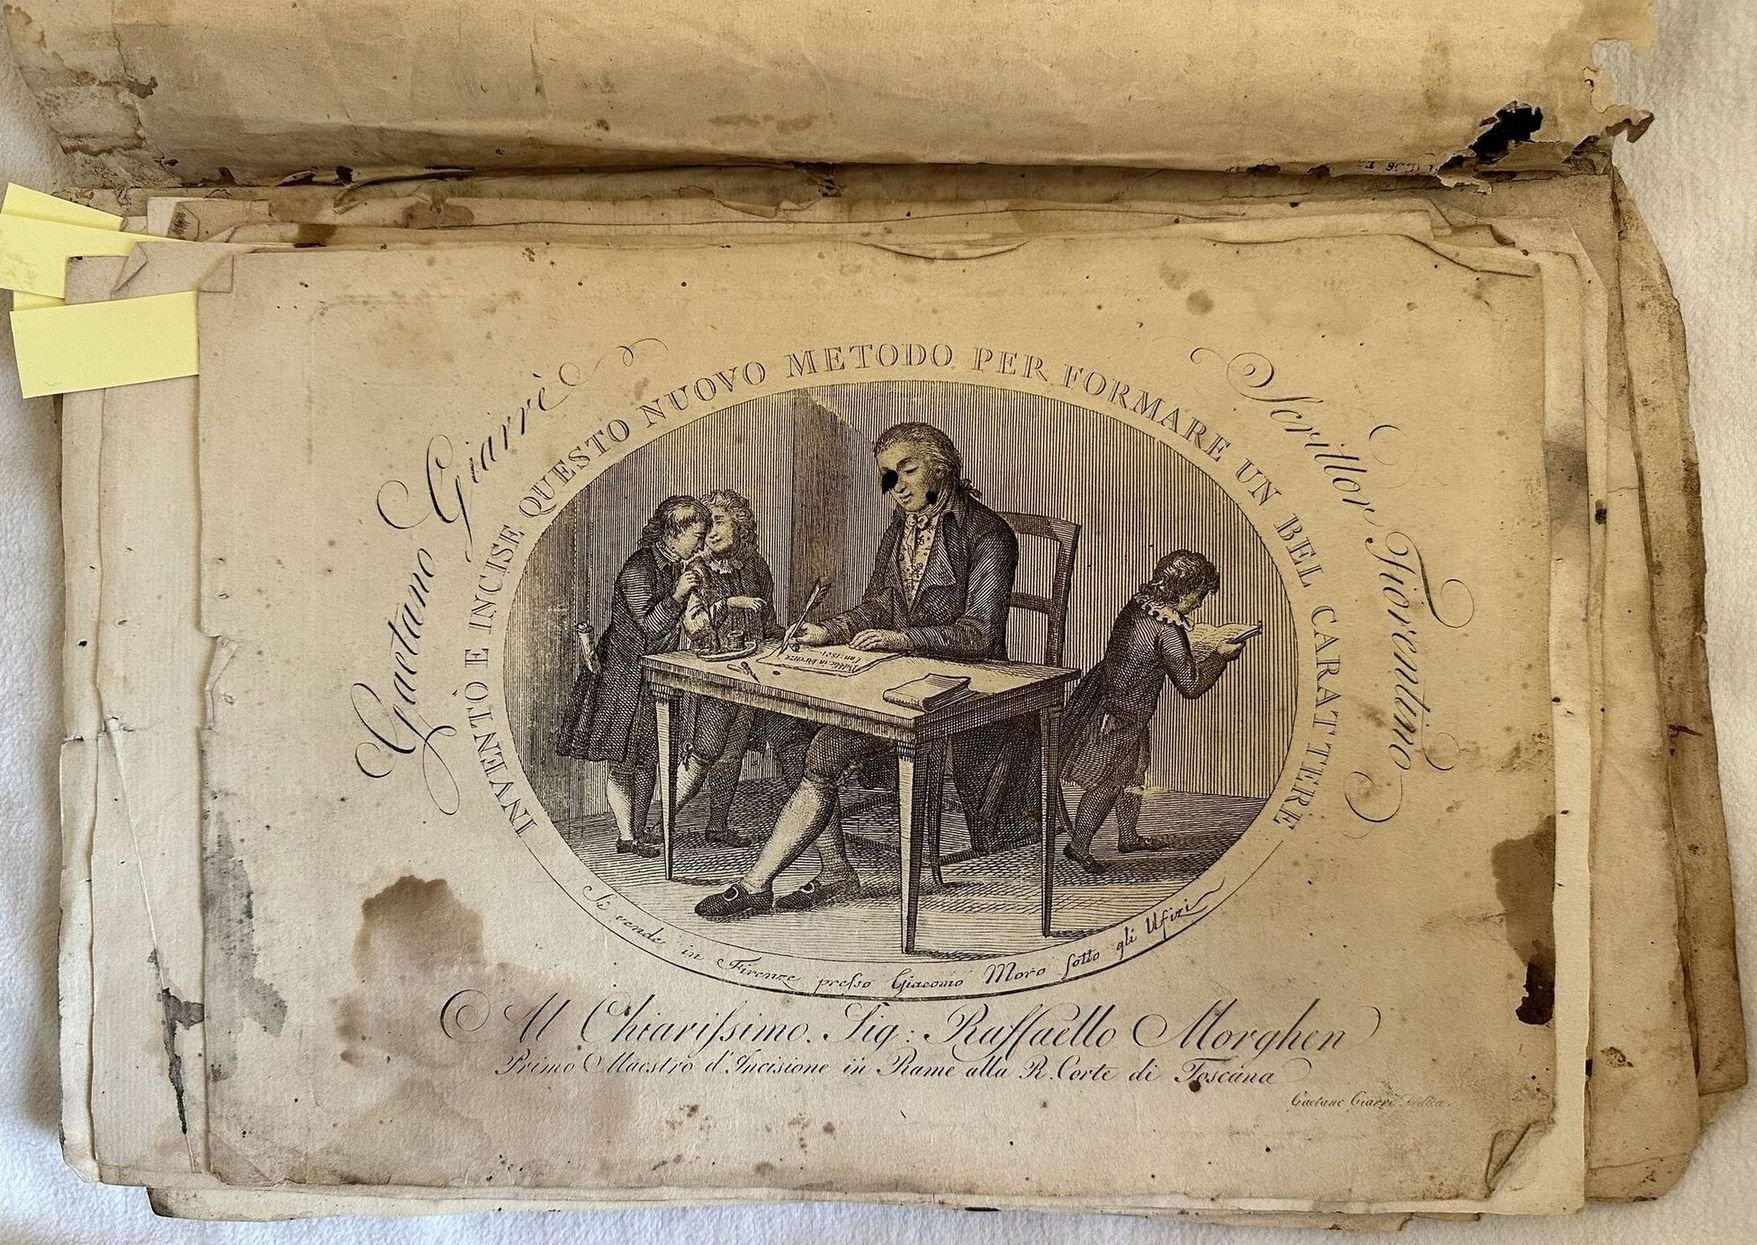 Gaetano Giarrè Scrittor Fiorentino
INVENTÒ E INCISE QUESTO NUOVO METODO PER FORMARE UN BEL CARATTERE
Si vende in Firenze preſso Giacomo Moro ſotto gli Ufizi
Al Chiariſsimo. Sig: Raffaello Morghen
Primo Maestro d'Incisione in Rame alla R. Corte di Toscana
Gaetano Giarrè